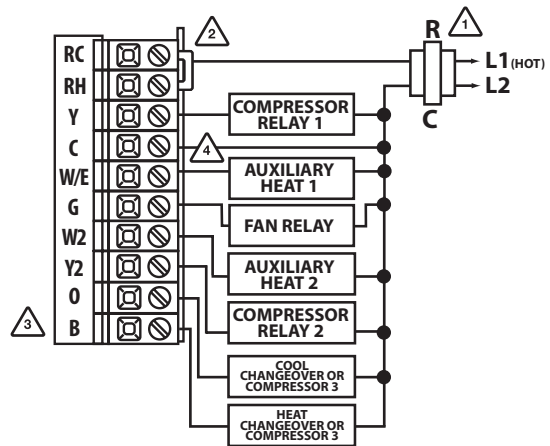 RC
RH
Y
C
W/E
G
W2
Y2
O
B
2
4
3
COMPRESSOR
RELAY 1
AUXILIARY
HEAT 1
FAN RELAY
AUXILIARY
HEAT 2
COMPRESSOR
RELAY 2
COOL
CHANGEOVER OR
COMPRESSOR 3
HEAT
CHANGEOVER OR
COMPRESSOR 3
R
1
L1 (HOT)
L2
C